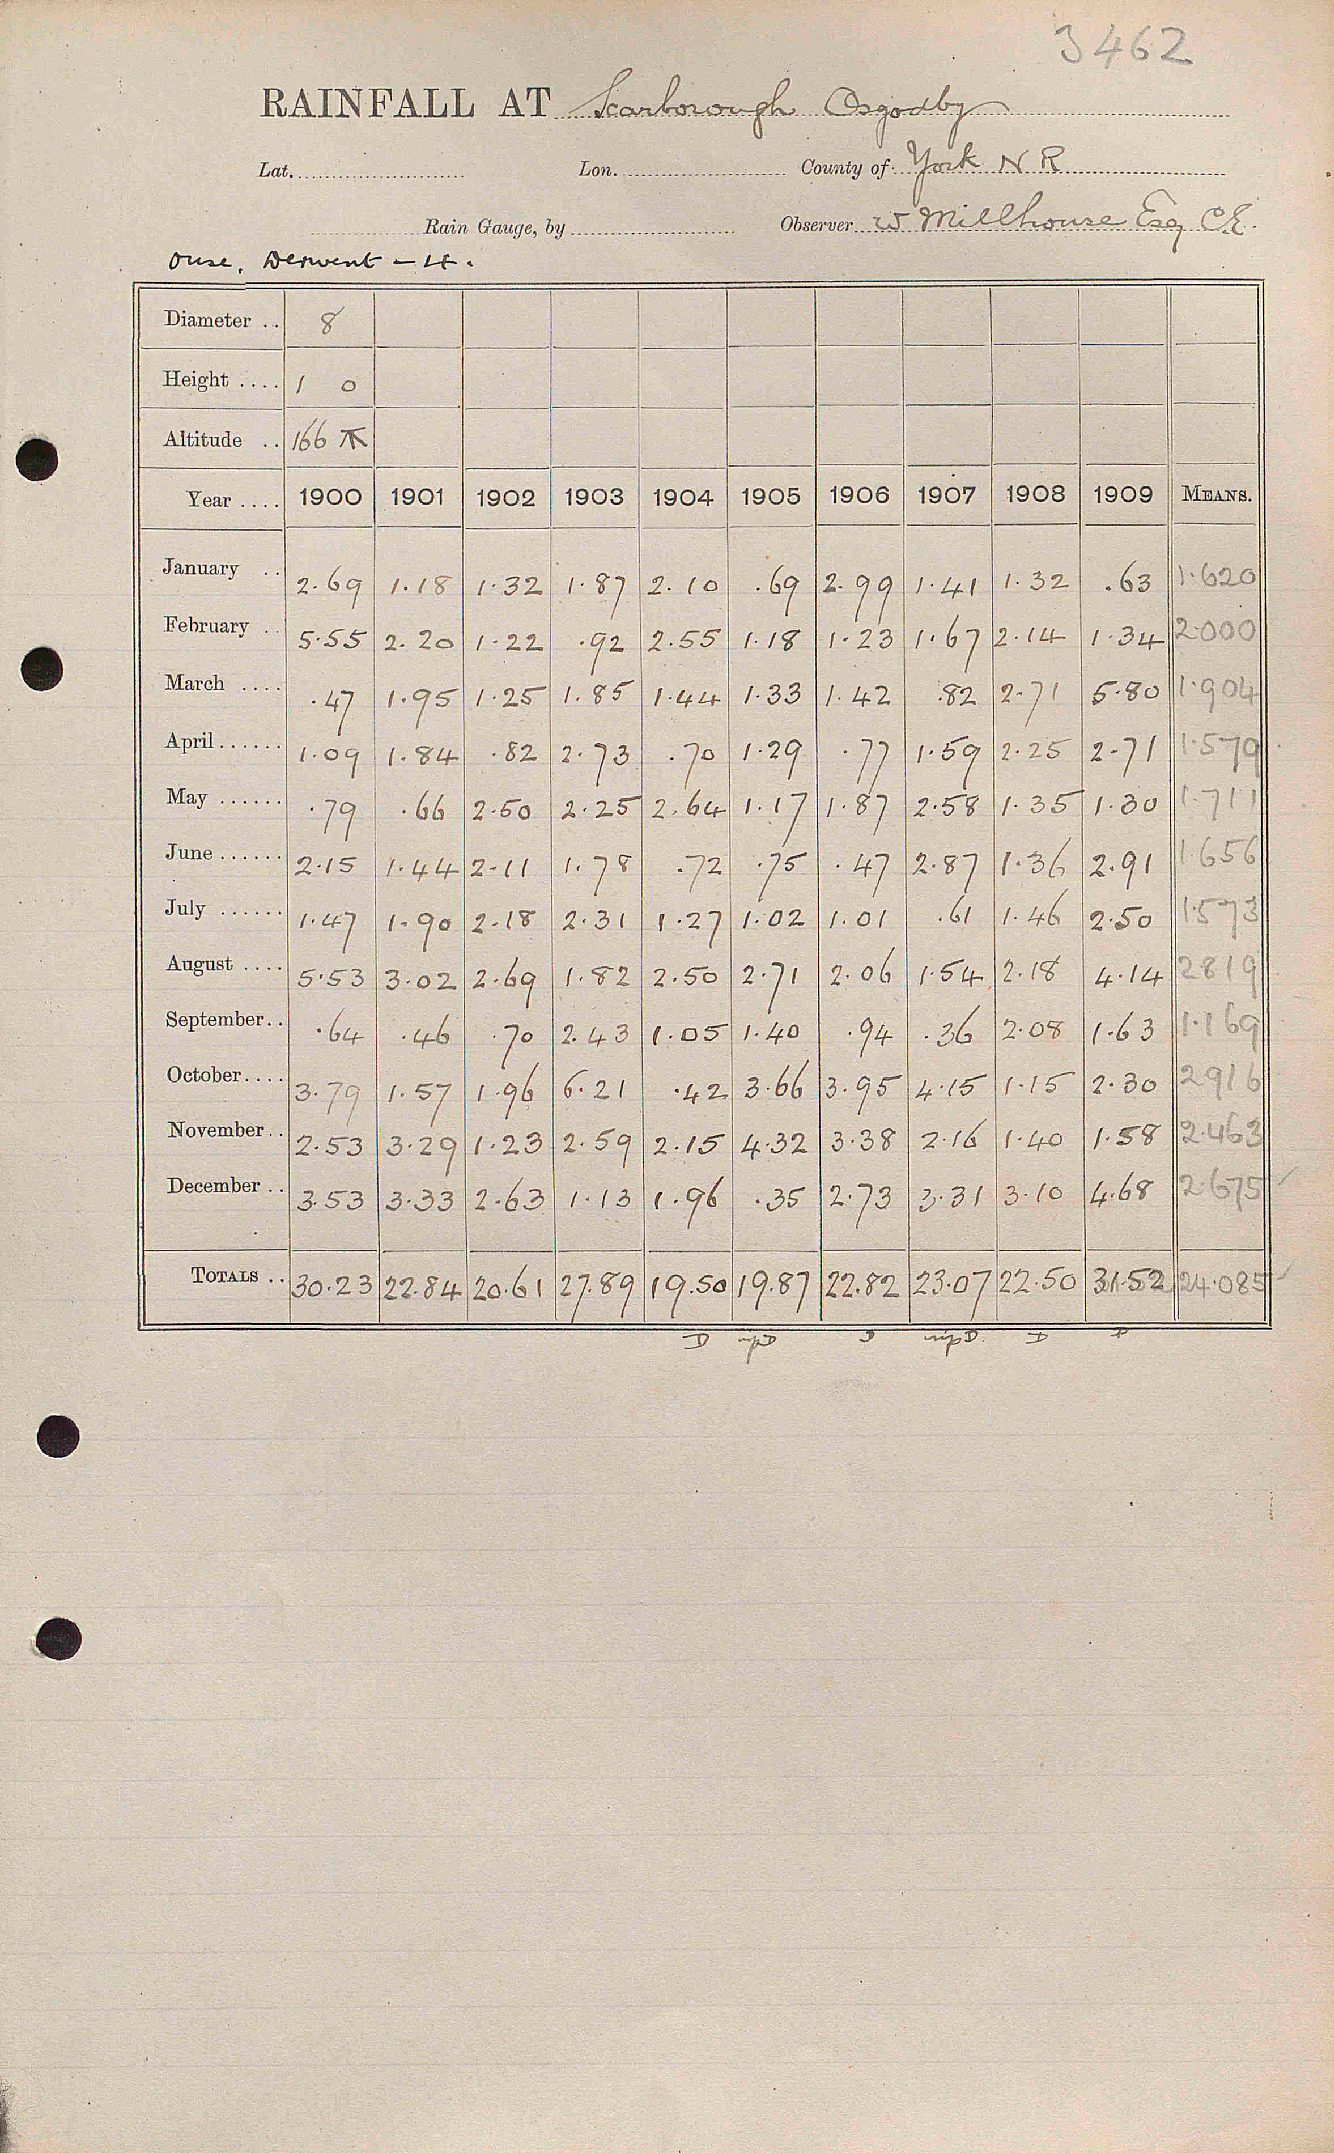 3462
RAINFALL AT Scarborough Osgodby
Lat. Lon. County of York N R
Rain Gauge, by Observer W Millhouse Esq C.E.
Ouse, Derwent - H.
Diameter .. 8
Height .... 1 0
Altitude .. 166
Year .... 1900 1901 1902 1903 1904 1905 1906 1907 1908 1909 MEANS.
January .. 2.69 1.18 1.32 1.87 2.10 .69 2.99 1.41 1.32 .63 1.620
February .. 5.55 2.20 1.22 .92 2.55 1.18 1.23 1.67 2.14 1.34 2.000
March .... .47 1.95 1.25 1.85 1.44 1.33 1.42 .82 2.71 5.80 1.904
April ...... 1.09 1.84 .82 2.73 .70 1.29 .77 1.59 2.25 2.71 1.579
May ...... .79 .66 2.50 2.25 2.64 1.17 1.87 2.58 1.35 1.30 1.711
June ...... 2.15 1.44 2.11 1.78 .72 .75 .47 2.87 1.36 2.91 1.656
July ...... 1.47 1.90 2.18 2.31 1.27 1.02 1.01 .61 1.46 2.50 1.573
August .... 5.53 3.02 2.69 1.82 2.50 2.71 2.06 1.54 2.18 4.14 2819
September.. .64 .46 .70 2.43 1.05 1.40 .94 .36 2.08 1.63 1.169
October.... 3.79 1.57 1.96 6.21 .42 3.66 3.95 4.15 1.15 2.30 2916
November.. 2.53 3.29 1.23 2.59 2.15 4.32 3.38 2.16 1.40 1.58 2.463
December .. 3.53 3.33 2.63 1.13 1.96 .35 2.73 3.31 3.10 4.68 2.675
TOTALS .. 30.23 22.84 20.61 27.89 19.50 19.87 22.82 23.07 22.50 31.52 24.085